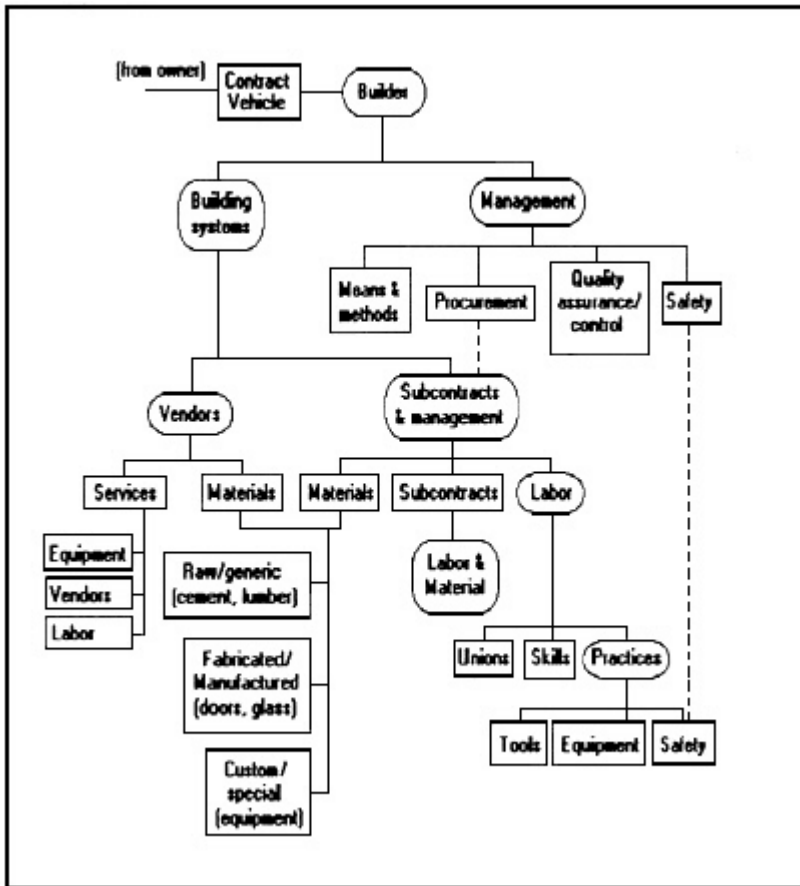 (from owner)
Contract
Vehicle
Builder
Building
systems
Management
Means &
methods
Procurement
Quality
assurance/
control
Safety
Vendors
Subcontracts
& management
Services
Materials
Materials
Subcontracts
Labor
Equipment
Vendors
Labor
Raw/generic
(cement, lumber)
Labor &
Material
Fabricated/
Manufactured
(doors, glass)
Unions
Skills
Practices
Custom/
special
(equipment)
Tools
Equipment
Safety